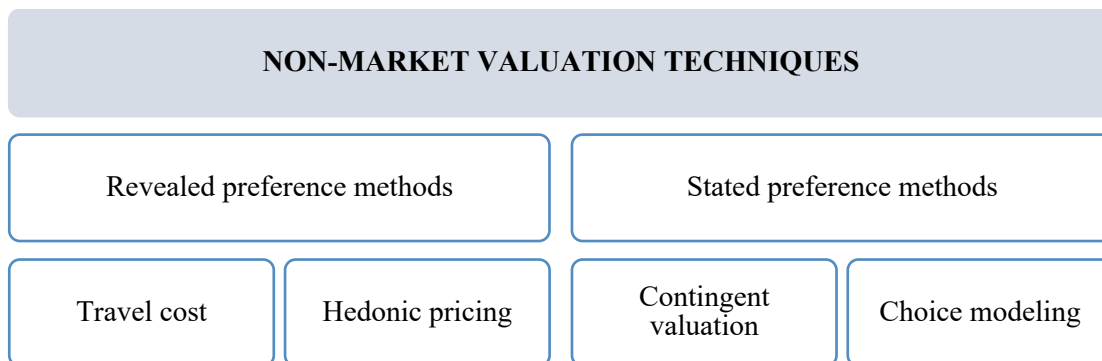 NON-MARKET VALUATION TECHNIQUES
Revealed preference methods
Stated preference methods
Travel cost
Hedonic pricing
Contingent
valuation
Choice modeling